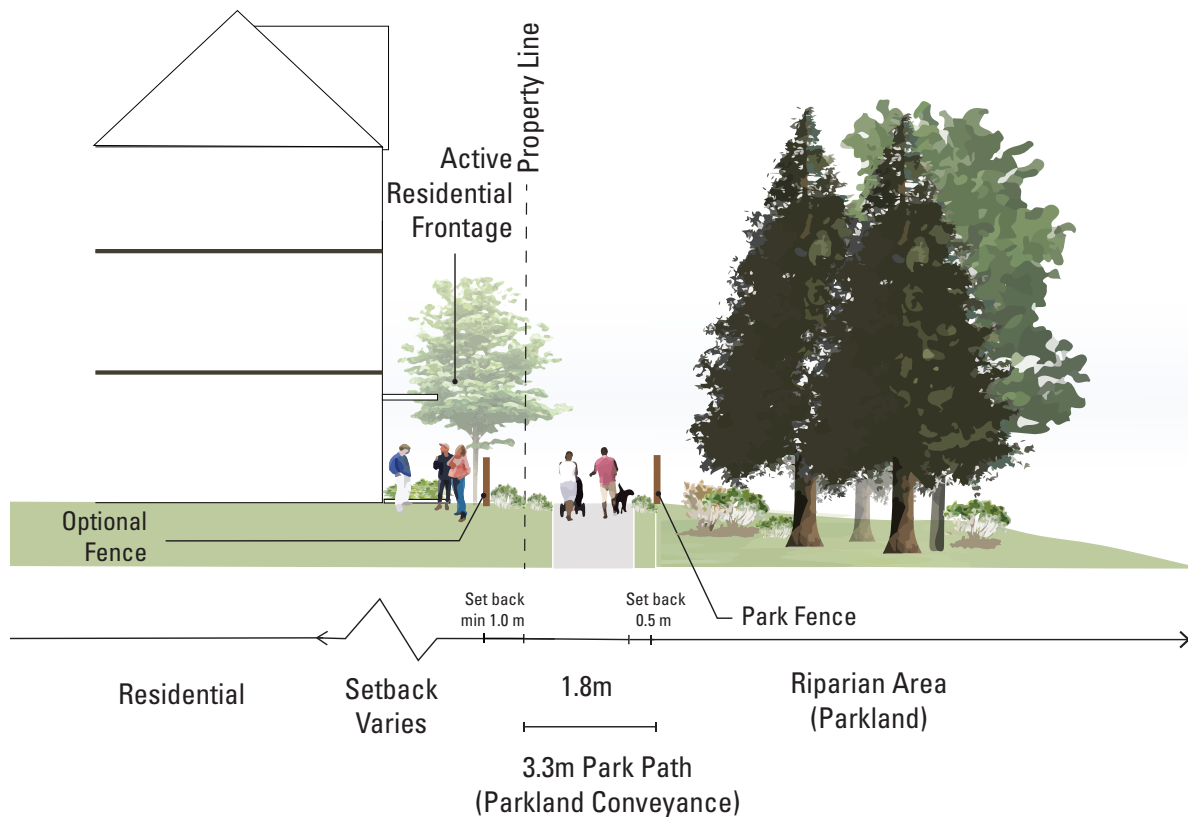 Property Line
Active
Residential
Frontage
Optional
Fence
Set back
min 1.0 m
Set back
0.5 m
Park Fence
Residential
Setback
Varies
1.8m
Riparian Area
(Parkland)
3.3m Park Path
(Parkland Conveyance)